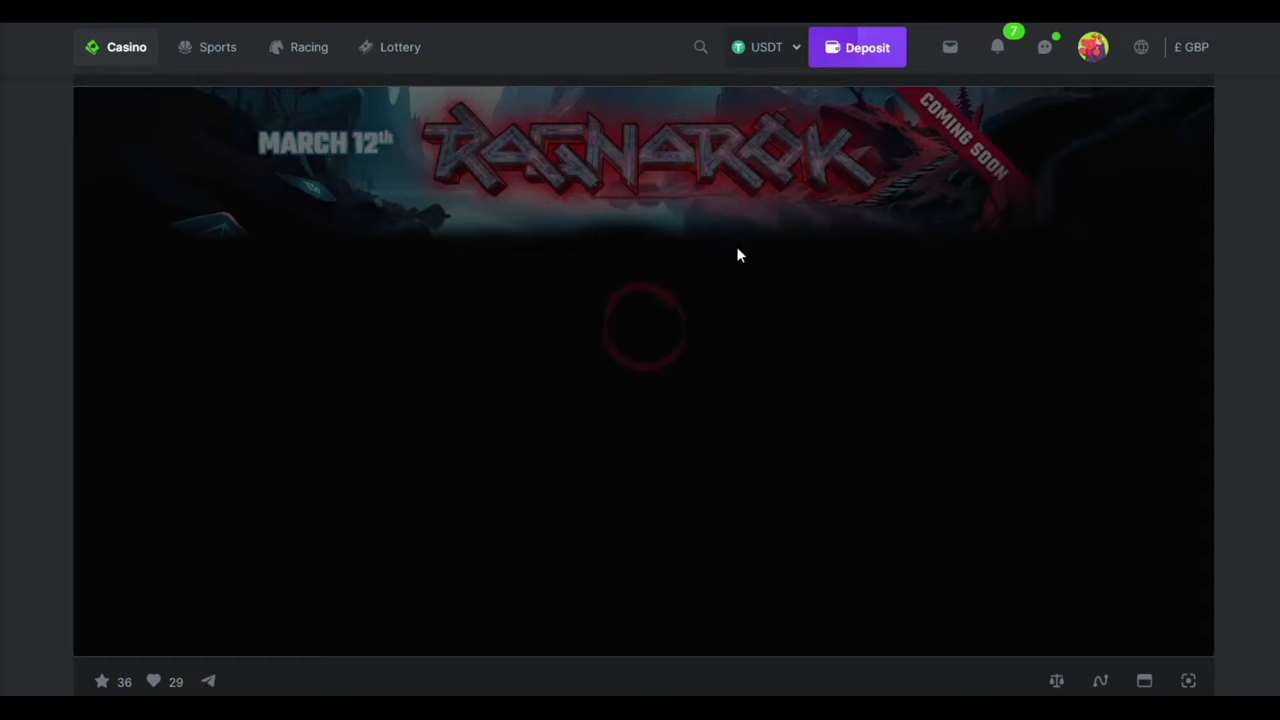 Casino
Sports
Racing
Lottery
USDT
Deposit
7
£ GBP
MARCH 12th
RAGNARÖK
COMING SOON
36
29